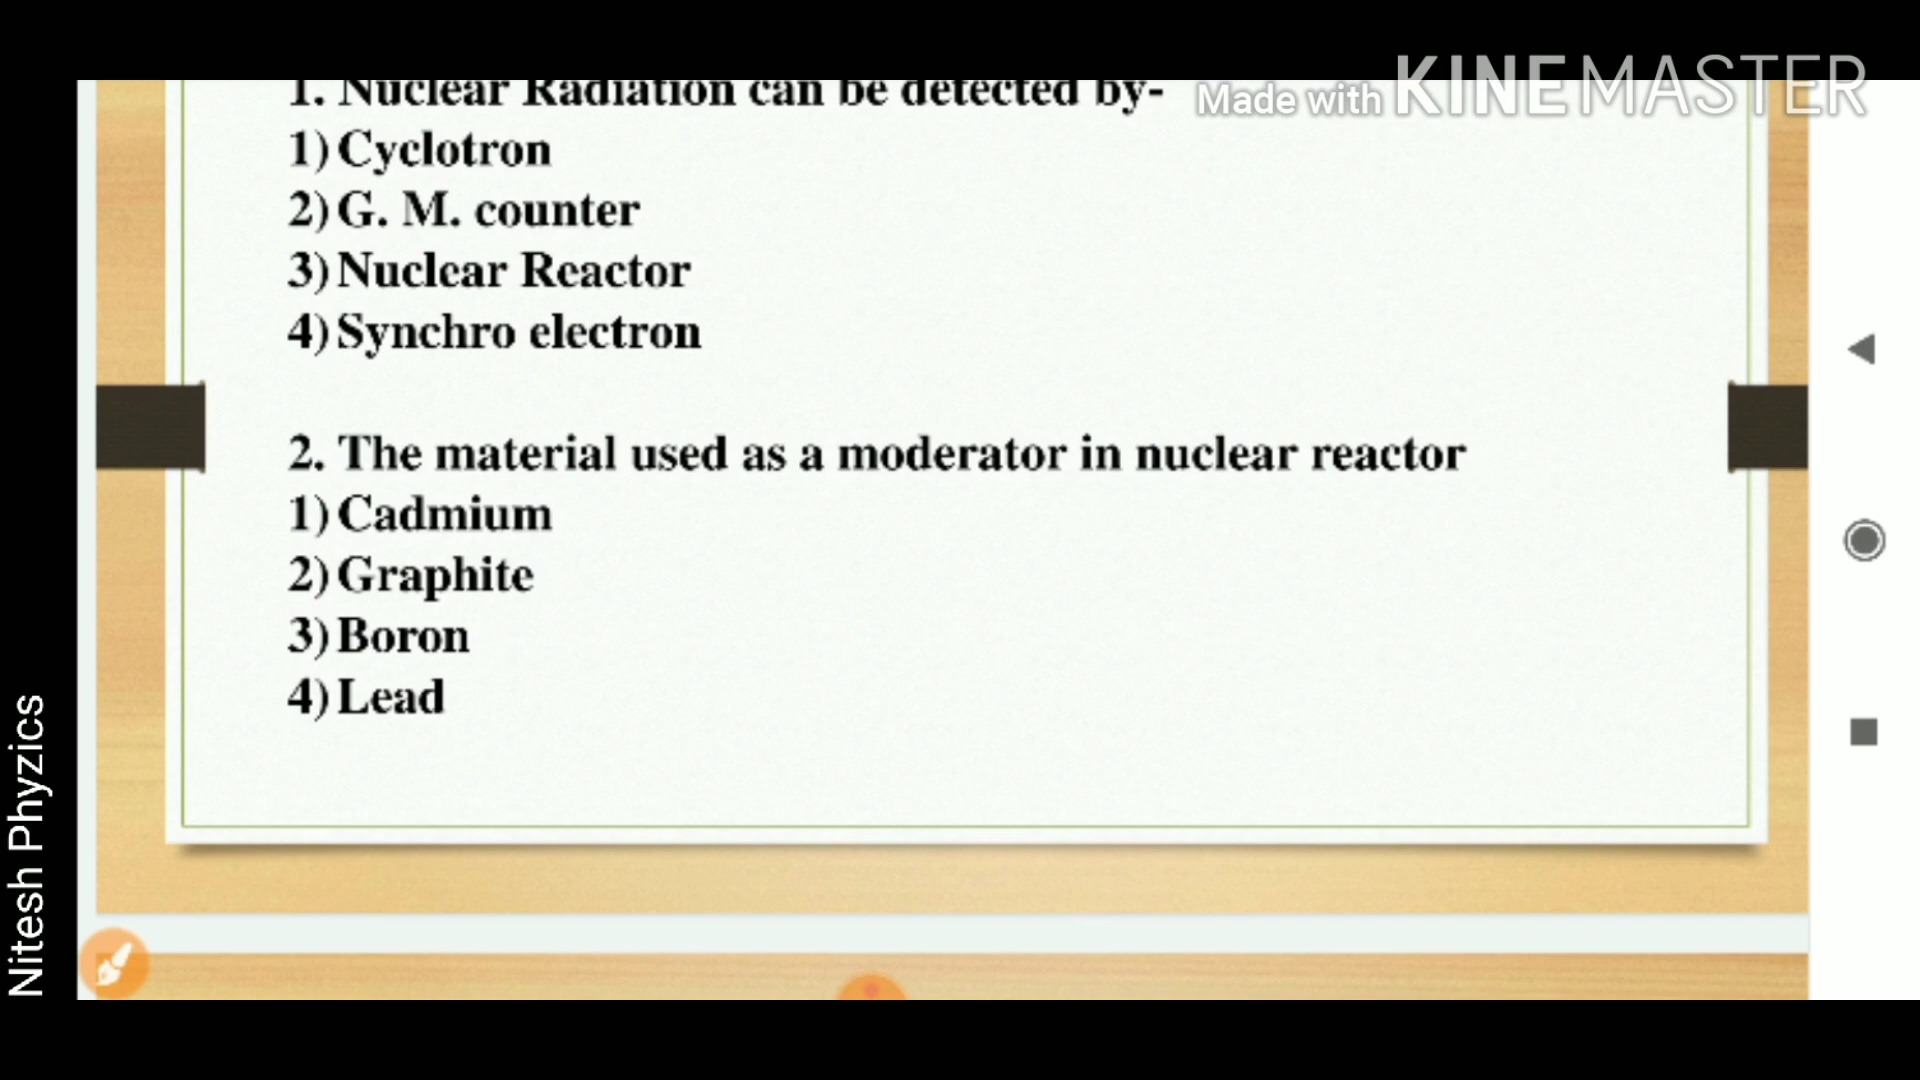 Made with KINEMASTER
1. Nuclear Radiation can be detected by-
1) Cyclotron
2) G. M. counter
3) Nuclear Reactor
4) Synchro electron
2. The material used as a moderator in nuclear reactor
1) Cadmium
2) Graphite
3) Boron
4) Lead
Nitesh Phyzics